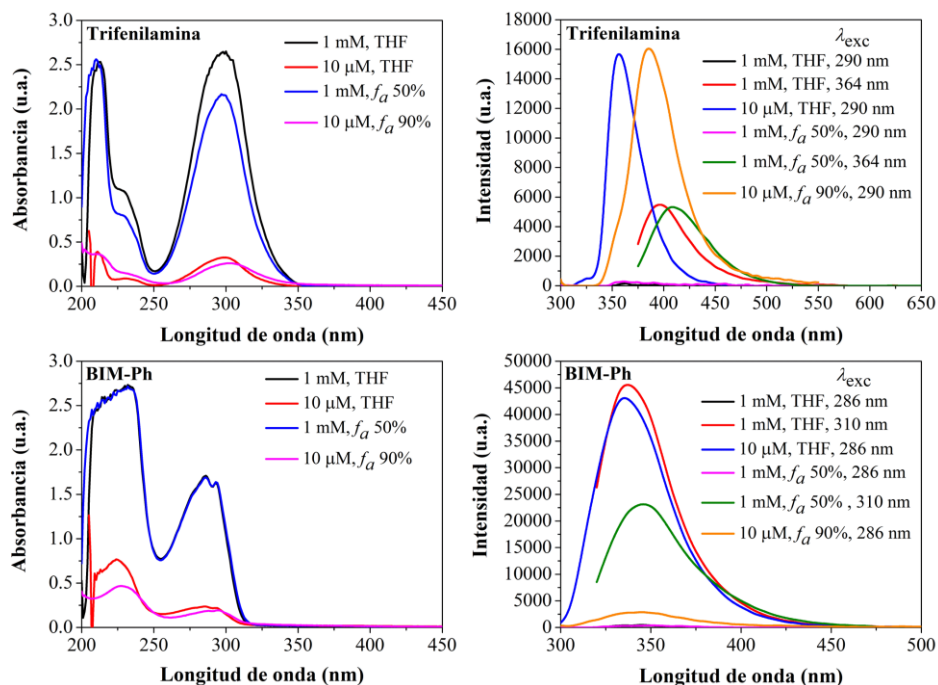 Trifenilamina
1 mM, THF
10 μM, THF
1 mM, fa 50%
10 μM, fa 90%
Absorbancia (u.a.)
3.0
2.5
2.0
1.5
1.0
0.5
0.0
200 250 300 350 400 450
Longitud de onda (nm)
Trifenilamina
λexc
1 mM, THF, 290 nm
1 mM, THF, 364 nm
10 μM, THF, 290 nm
1 mM, fa 50%, 290 nm
1 mM, fa 50%, 364 nm
10 μM, fa 90%, 290 nm
Intensidad (u.a.)
18000
16000
14000
12000
10000
8000
6000
4000
2000
0
300 350 400 450 500 550 600 650
Longitud de onda (nm)
BIM-Ph
1 mM, THF
10 μM, THF
1 mM, fa 50%
10 μM, fa 90%
Absorbancia (u.a.)
3.0
2.5
2.0
1.5
1.0
0.5
0.0
200 250 300 350 400 450
Longitud de onda (nm)
BIM-Ph
λexc
1 mM, THF, 286 nm
1 mM, THF, 310 nm
10 μM, THF, 286 nm
1 mM, fa 50%, 286 nm
1 mM, fa 50% , 310 nm
10 μM, fa 90%, 286 nm
Intensidad (u.a.)
50000
45000
40000
35000
30000
25000
20000
15000
10000
5000
0
300 350 400 450 500
Longitud de onda (nm)